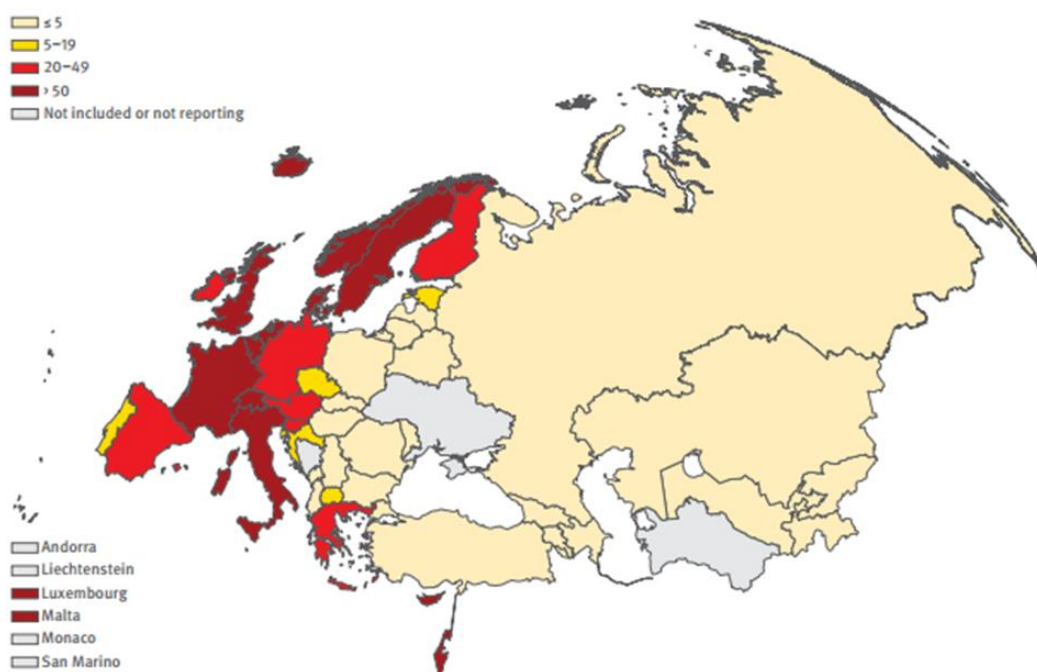 ≤ 5
5–19
20–49
› 50
Not included or not reporting
Andorra
Liechtenstein
Luxembourg
Malta
Monaco
San Marino